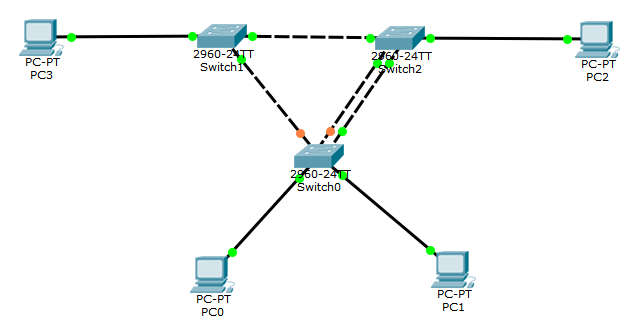 2960-24TT
Switch1
2960-24TT
Switch2
PC-PT
PC3
PC-PT
PC2
2960-24TT
Switch0
PC-PT
PC0
PC-PT
PC1